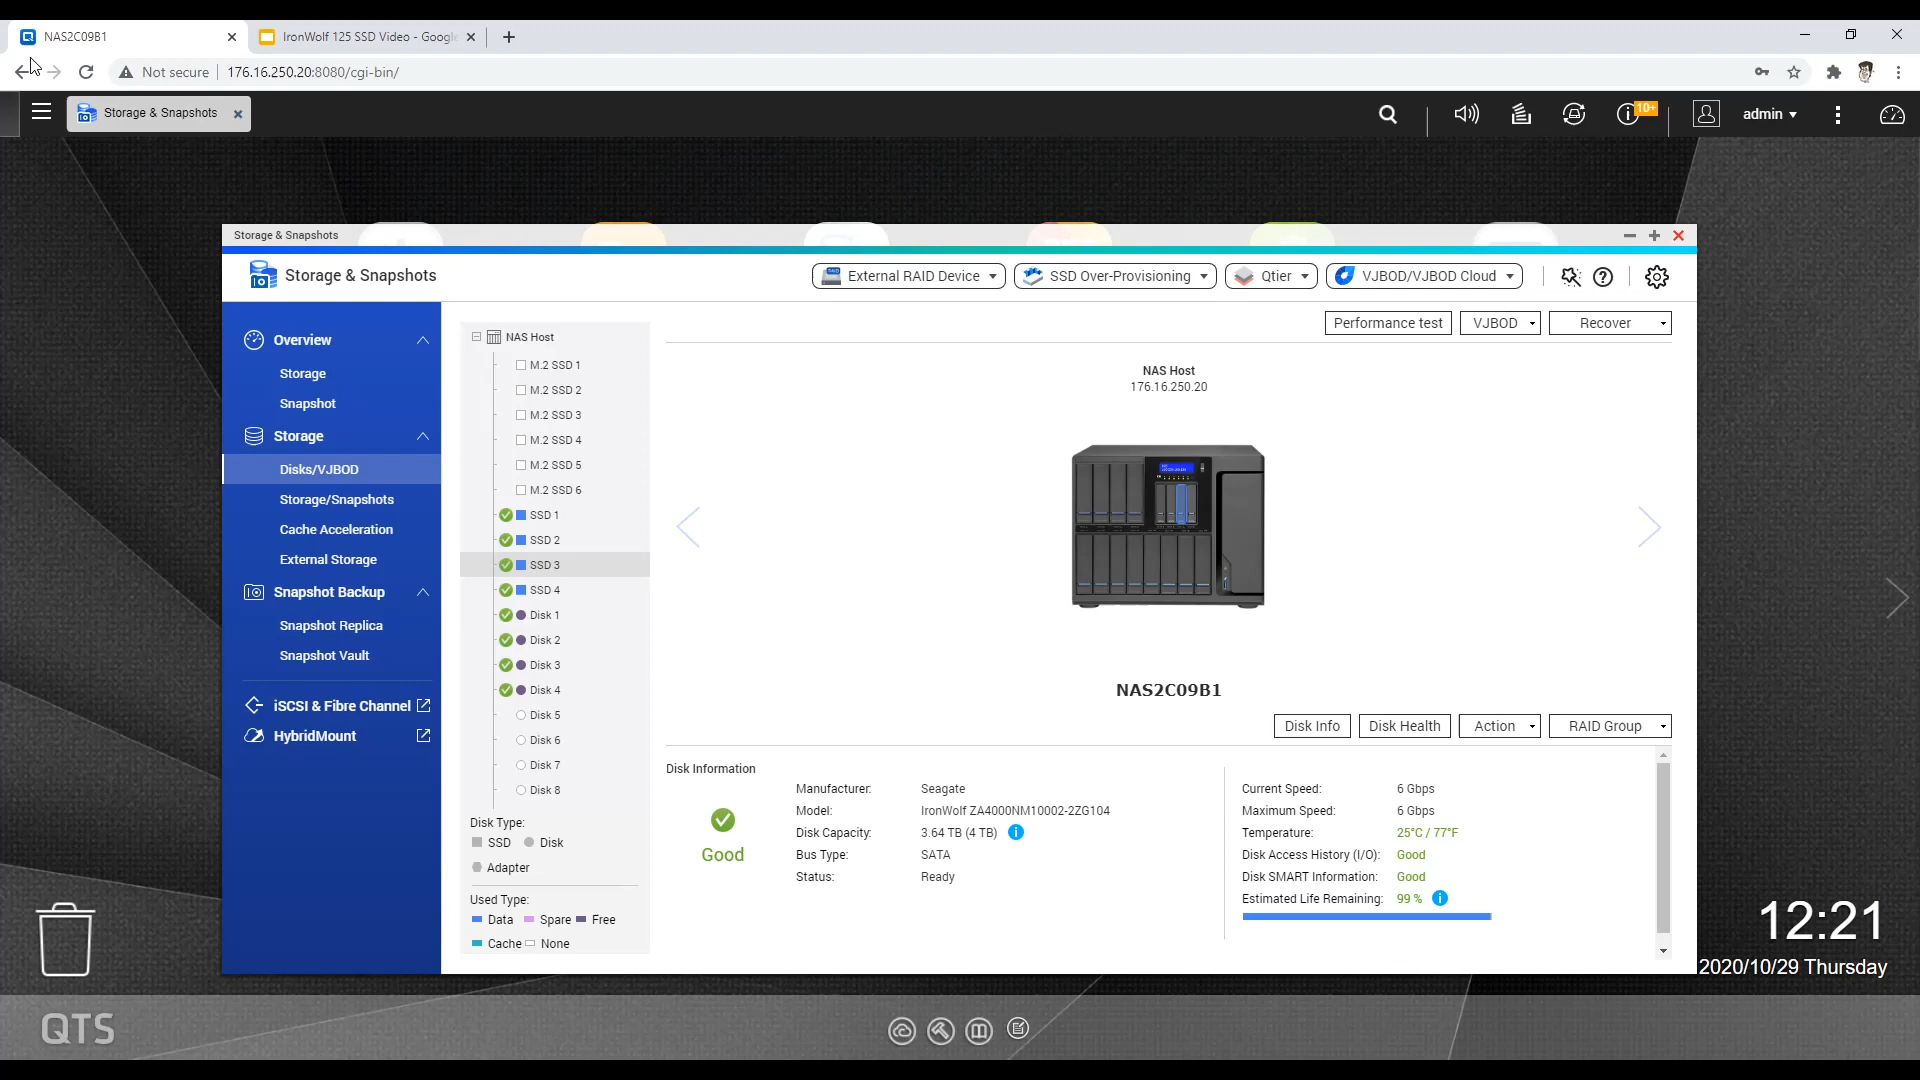 NAS2C09B1
IronWolf 125 SSD Video - Google
Not secure
176.16.250.20:8080/cgi-bin/
Storage & Snapshots
10+
admin
Storage & Snapshots
Storage & Snapshots
External RAID Device
SSD Over-Provisioning
Qtier
VJBOD/VJBOD Cloud
Overview
Storage
Snapshot
Storage
Disks/VJBOD
Storage/Snapshots
Cache Acceleration
External Storage
Snapshot Backup
Snapshot Replica
Snapshot Vault
iSCSI & Fibre Channel
HybridMount
NAS Host
M.2 SSD 1
M.2 SSD 2
M.2 SSD 3
M.2 SSD 4
M.2 SSD 5
M.2 SSD 6
SSD 1
SSD 2
SSD 3
SSD 4
Disk 1
Disk 2
Disk 3
Disk 4
Disk 5
Disk 6
Disk 7
Disk 8
Disk Type:
SSD Disk
Adapter
Used Type:
Data Spare Free
Cache None
Performance test
VJBOD
Recover
NAS Host
176.16.250.20
NAS2C09B1
Disk Info
Disk Health
Action
RAID Group
Disk Information
Good
Manufacturer: Seagate
Model: IronWolf ZA4000NM10002-2ZG104
Disk Capacity: 3.64 TB (4 TB)
Bus Type: SATA
Status: Ready
Current Speed: 6 Gbps
Maximum Speed: 6 Gbps
Temperature: 25°C / 77°F
Disk Access History (I/O): Good
Disk SMART Information: Good
Estimated Life Remaining: 99 %
12:21
2020/10/29 Thursday
QTS